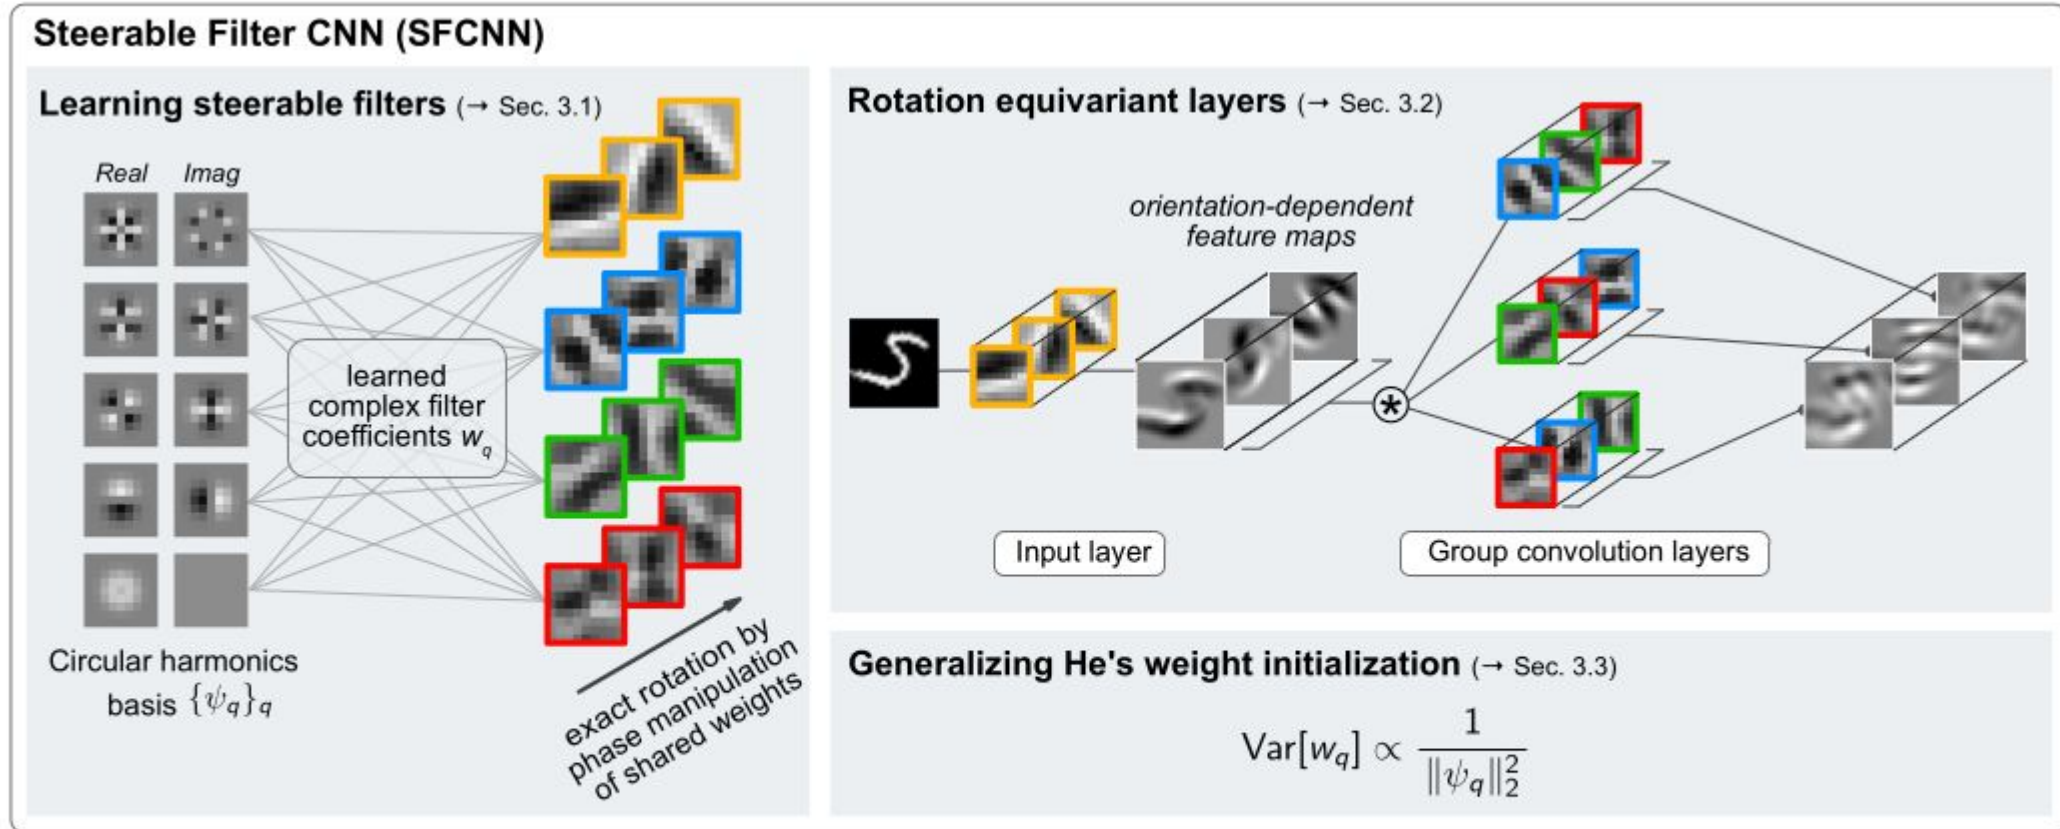 Steerable Filter CNN (SFCNN)
Learning steerable filters (→ Sec. 3.1)
Real Imag
learned
complex filter
coefficients w_q
Circular harmonics
basis {ψ_q}_q
exact rotation by
phase manipulation
of shared weights
Rotation equivariant layers (→ Sec. 3.2)
orientation-dependent
feature maps
*
Input layer
Group convolution layers
Generalizing He's weight initialization (→ Sec. 3.3)
Var[w_q] ∝ 1 / ‖ψ_q‖₂²